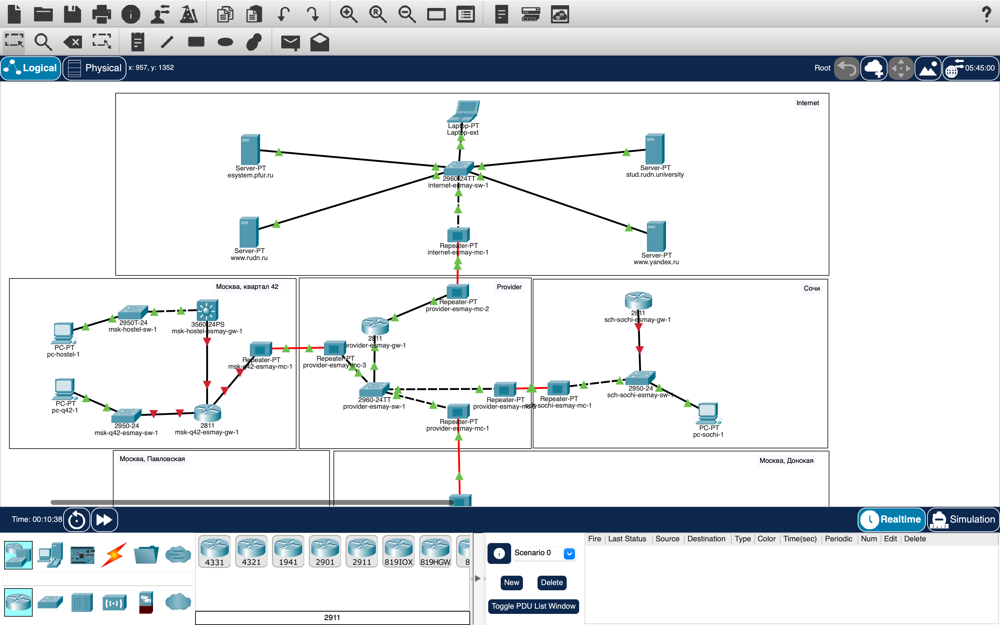 Logical
Physical
x: 957, y: 1352
Root
05:45:00
Internet
Laptop-PT
Laptop-ext
Server-PT
esystem.pfur.ru
Server-PT
stud.rudn.university
2960-24TT
internet-esmay-sw-1
Server-PT
www.rudn.ru
Repeater-PT
internet-esmay-mc-1
Server-PT
www.yandex.ru
Москва, квартал 42
2950T-24
msk-hostel-sw-1
3560-24PS
msk-hostel-esmay-gw-1
PC-PT
pc-hostel-1
Repeater-PT
msk-q42-esmay-mc-1
PC-PT
pc-q42-1
2950-24
msk-q42-esmay-sw-1
2811
msk-q42-esmay-gw-1
Provider
Repeater-PT
provider-esmay-mc-2
2811
provider-esmay-gw-1
Repeater-PT
provider-esmay-mc-3
2960-24TT
provider-esmay-sw-1
Repeater-PT
provider-esmay-mc-5
Repeater-PT
provider-esmay-mc-1
Сочи
2811
sch-sochi-esmay-gw-1
Repeater-PT
sch-sochi-esmay-mc-1
2950-24
sch-sochi-esmay-sw-1
PC-PT
pc-sochi-1
Москва, Павловская
Москва, Донская
Time: 00:10:38
Realtime
Simulation
4331
4321
1941
2901
2911
819IOX
819HGW
8
2911
Scenario 0
New
Delete
Toggle PDU List Window
Fire Last Status Source Destination Type Color Time(sec) Periodic Num Edit Delete